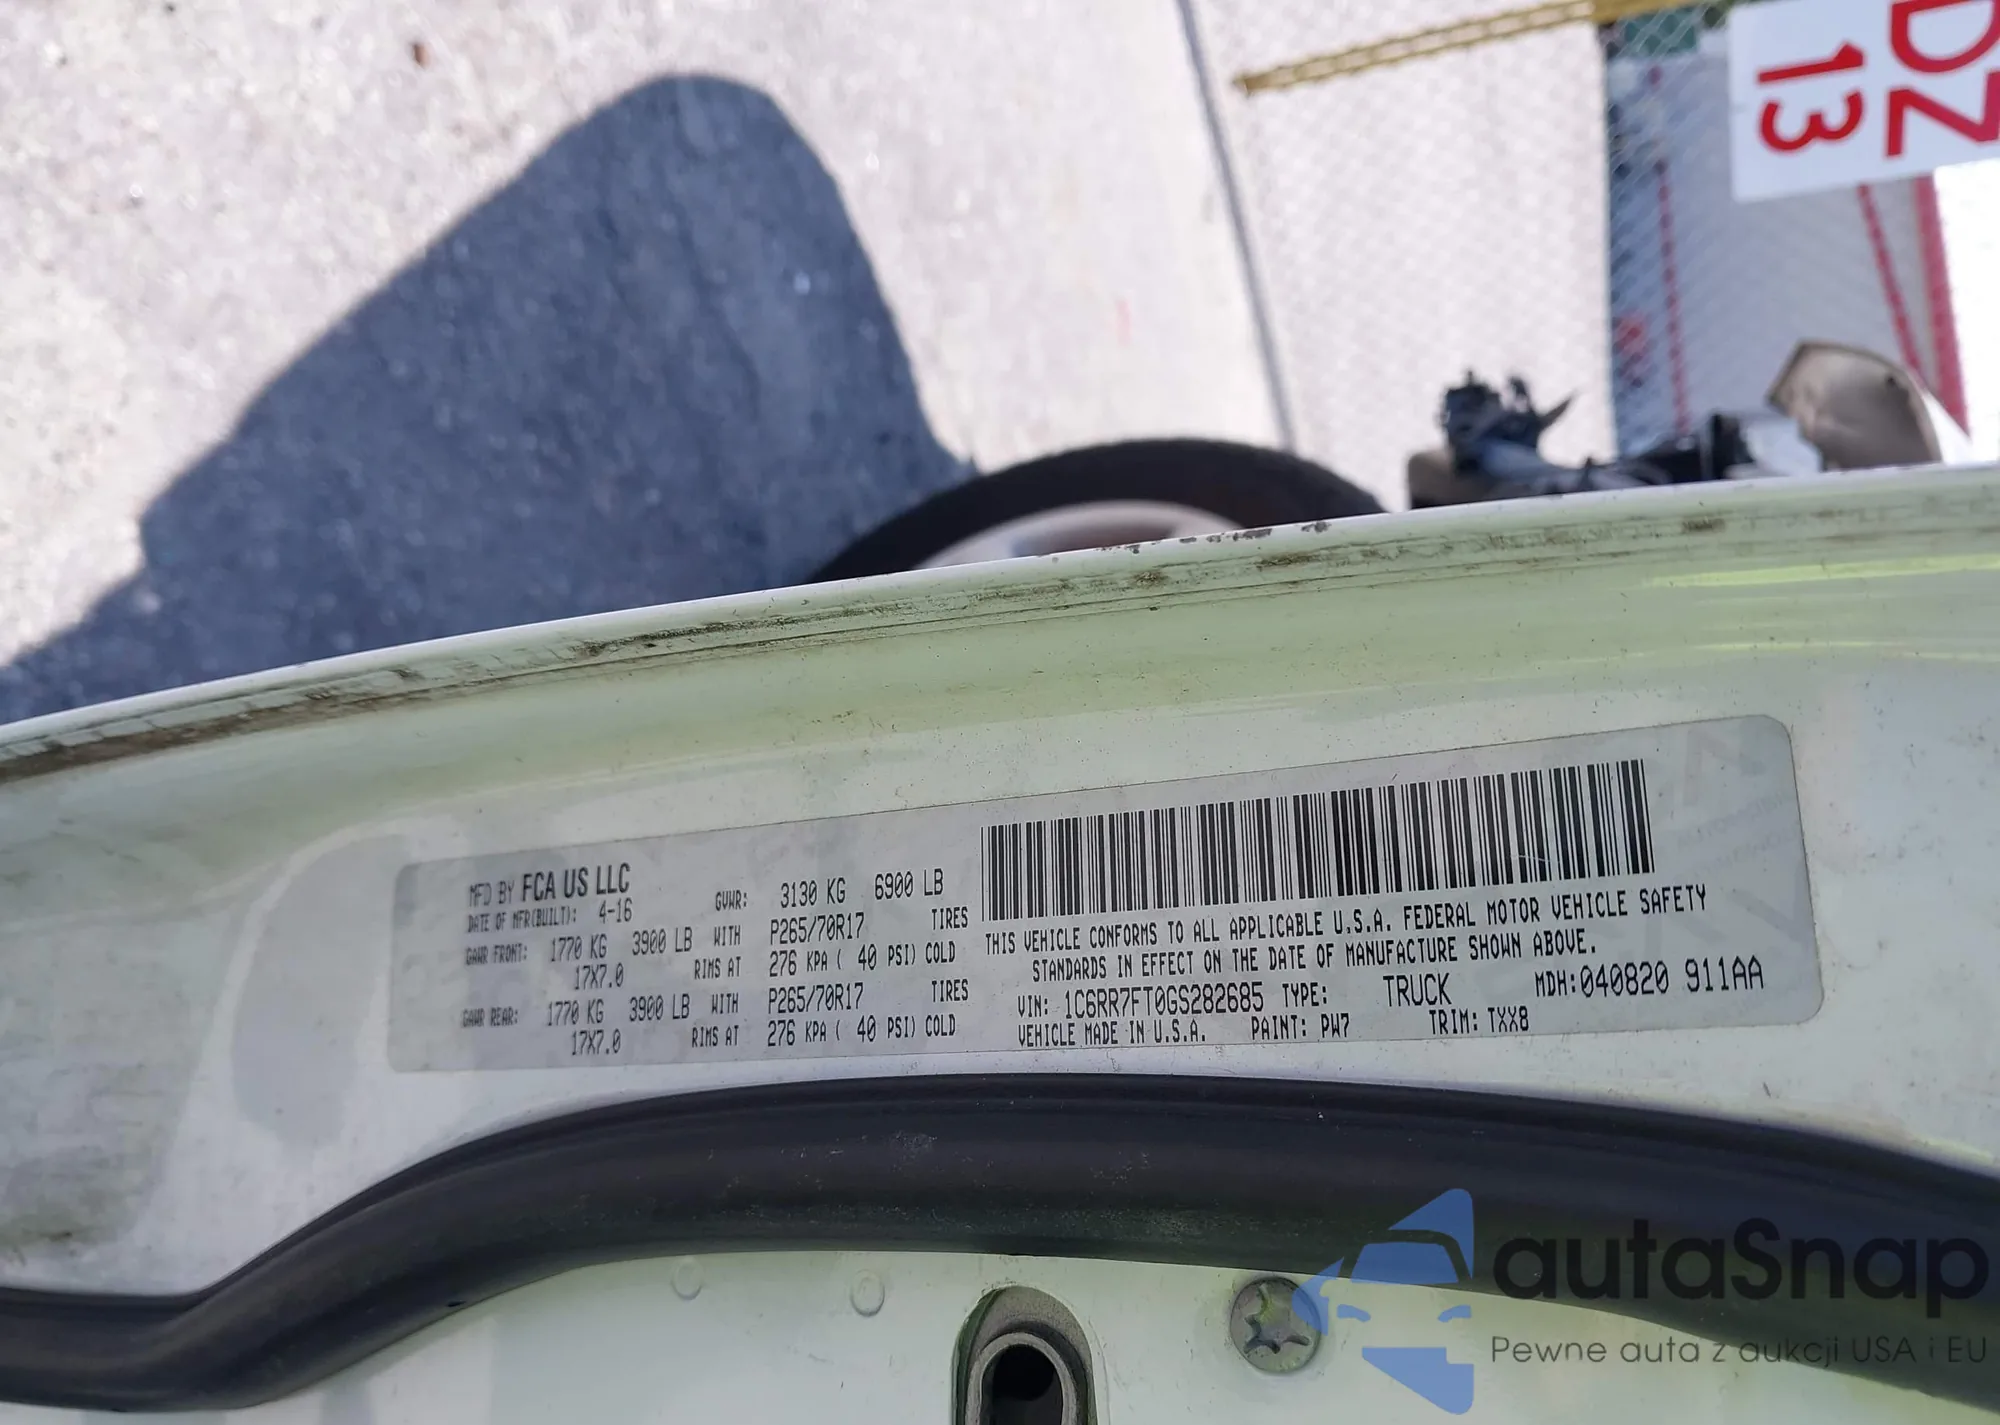 DZ
13
MFD BY FCA US LLC
DATE OF MFR(BUILT): 4-16
GVWR: 3130 KG 6900 LB
GAWR FRONT: 1770 KG 3900 LB WITH P265/70R17 TIRES
17X7.0 RIMS AT 276 KPA ( 40 PSI) COLD
GAWR REAR: 1770 KG 3900 LB WITH P265/70R17 TIRES
17X7.0 RIMS AT 276 KPA ( 40 PSI) COLD
THIS VEHICLE CONFORMS TO ALL APPLICABLE U.S.A. FEDERAL MOTOR VEHICLE SAFETY
STANDARDS IN EFFECT ON THE DATE OF MANUFACTURE SHOWN ABOVE.
VIN: 1C6RR7FT0GS282685 TYPE: TRUCK MDH:040820 911AA
VEHICLE MADE IN U.S.A. PAINT: PW7 TRIM: TXX8
autaSnap
Pewne auta z aukcji USA i EU